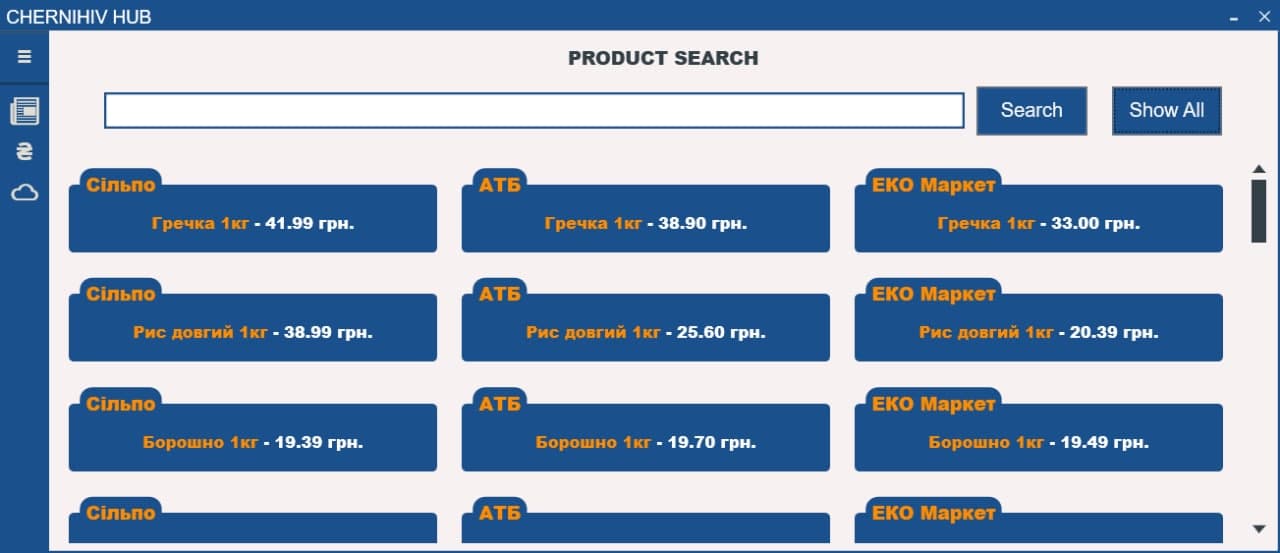 CHERNIHIV HUB
PRODUCT SEARCH
Search
Show All
Сільпо
Гречка 1кг - 41.99 грн.
АТБ
Гречка 1кг - 38.90 грн.
ЕКО Маркет
Гречка 1кг - 33.00 грн.
Сільпо
Рис довгий 1кг - 38.99 грн.
АТБ
Рис довгий 1кг - 25.60 грн.
ЕКО Маркет
Рис довгий 1кг - 20.39 грн.
Сільпо
Борошно 1кг - 19.39 грн.
АТБ
Борошно 1кг - 19.70 грн.
ЕКО Маркет
Борошно 1кг - 19.49 грн.
Сільпо
АТБ
ЕКО Маркет